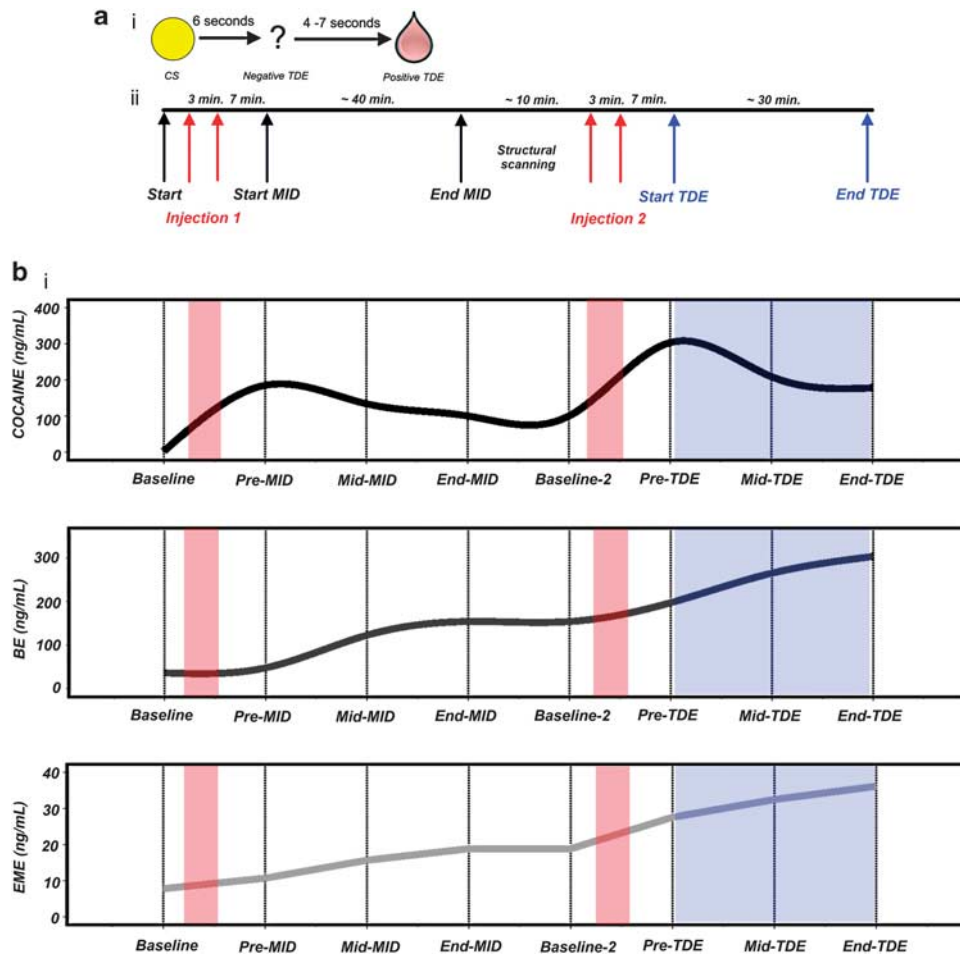 a
i
6 seconds
4 -7 seconds
?
CS
Negative TDE
Positive TDE
ii
3 min. 7 min. ~ 40 min. ~ 10 min. 3 min. 7 min. ~ 30 min.
Structural
scanning
Start Start MID End MID Start TDE End TDE
Injection 1 Injection 2
b
i
COCAINE (ng/mL)
400
300
200
100
0
Baseline Pre-MID Mid-MID End-MID Baseline-2 Pre-TDE Mid-TDE End-TDE
BE (ng/mL)
300
200
100
0
Baseline Pre-MID Mid-MID End-MID Baseline-2 Pre-TDE Mid-TDE End-TDE
EME (ng/mL)
40
30
20
10
0
Baseline Pre-MID Mid-MID End-MID Baseline-2 Pre-TDE Mid-TDE End-TDE